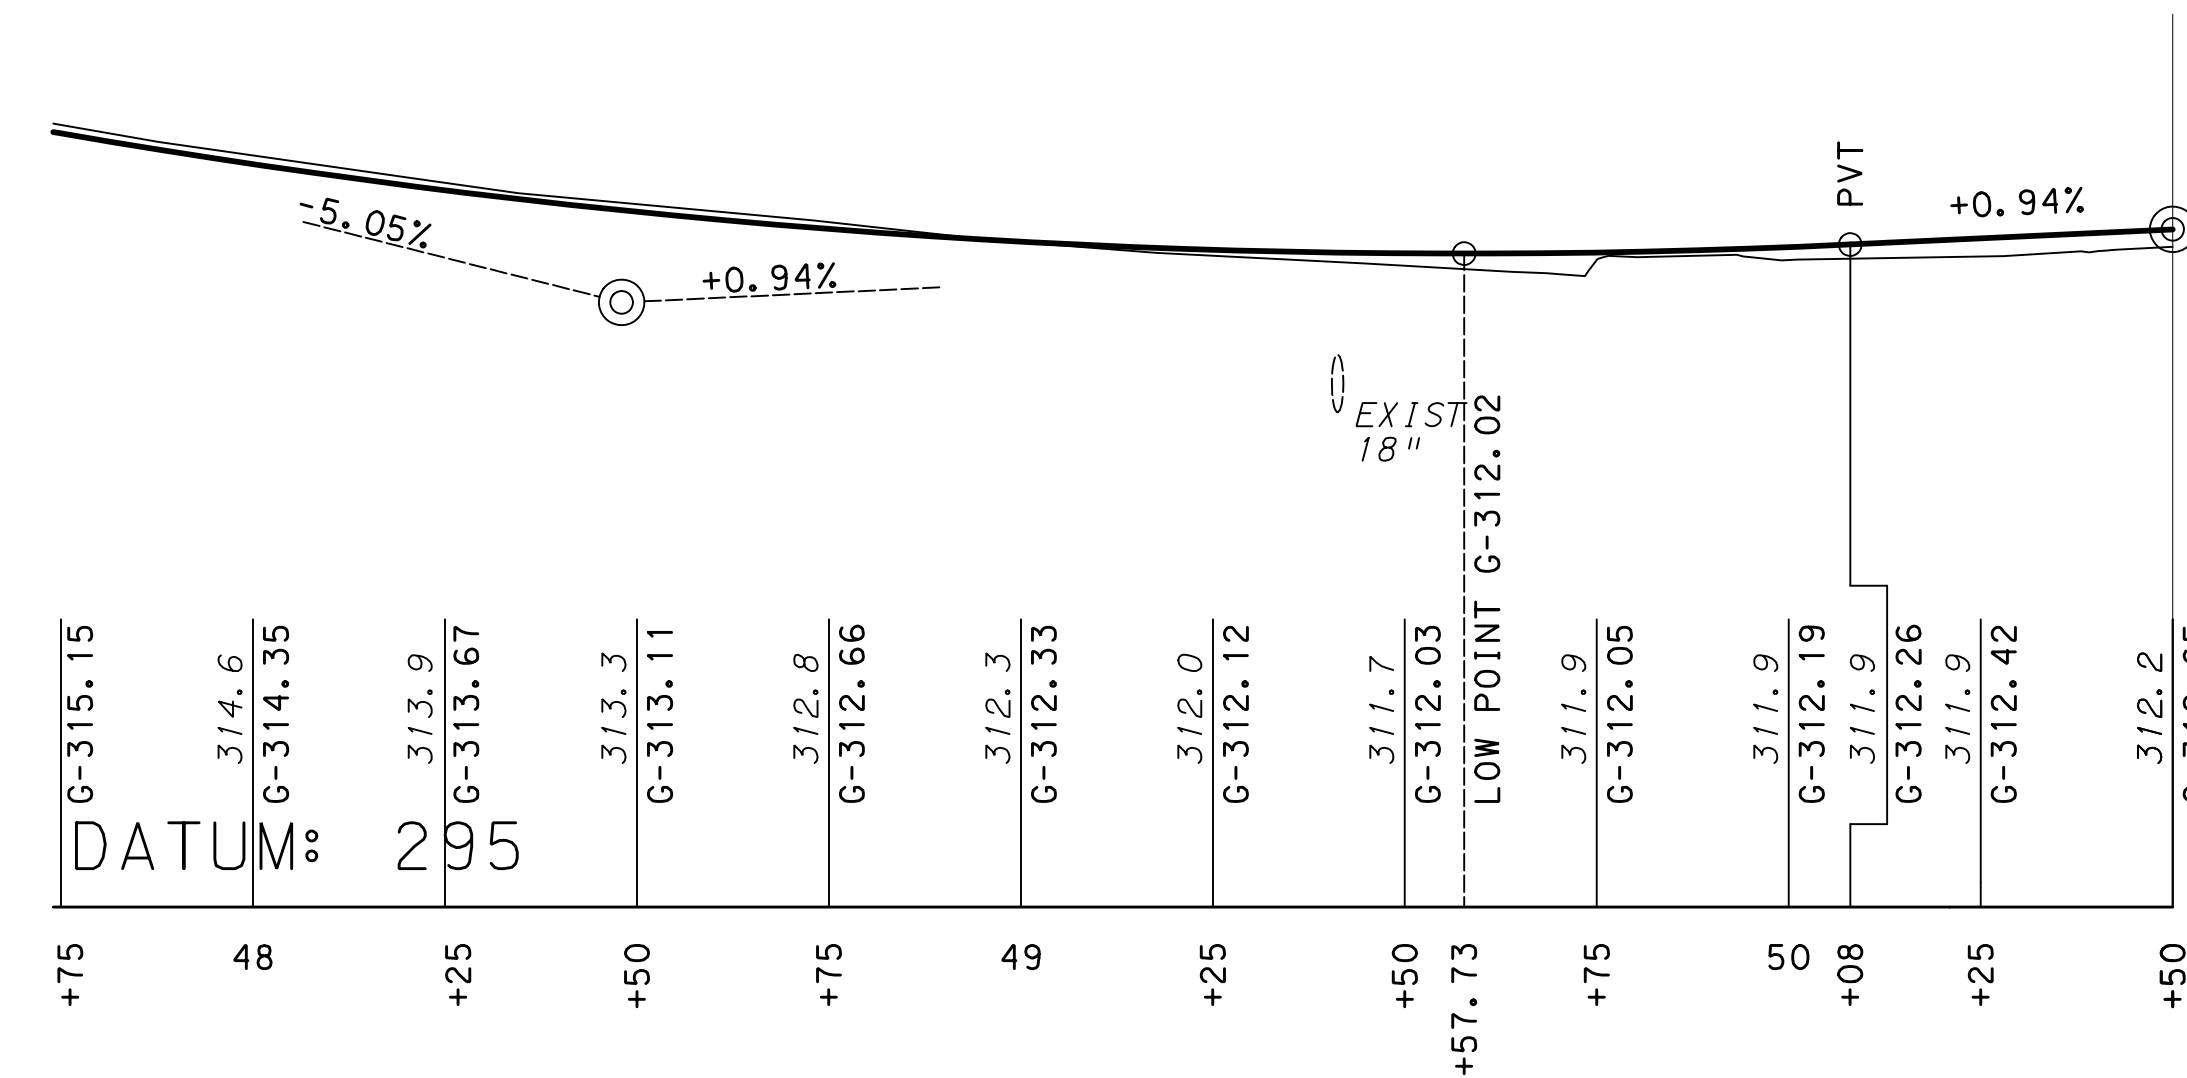 PVT
-5.05%
+0.94%
+0.94%
EXIST
18"
LOW POINT G-312.02
G-315.15
314.6
G-314.35
313.9
G-313.67
313.3
G-313.11
312.8
G-312.66
312.3
G-312.33
312.0
G-312.12
311.7
G-312.03
311.9
G-312.05
311.9
G-312.19
311.9
G-312.26
311.9
G-312.42
312.2
DATUM: 295
+75
48
+25
+50
+75
49
+25
+50
+57.73
+75
50
+08
+25
+50